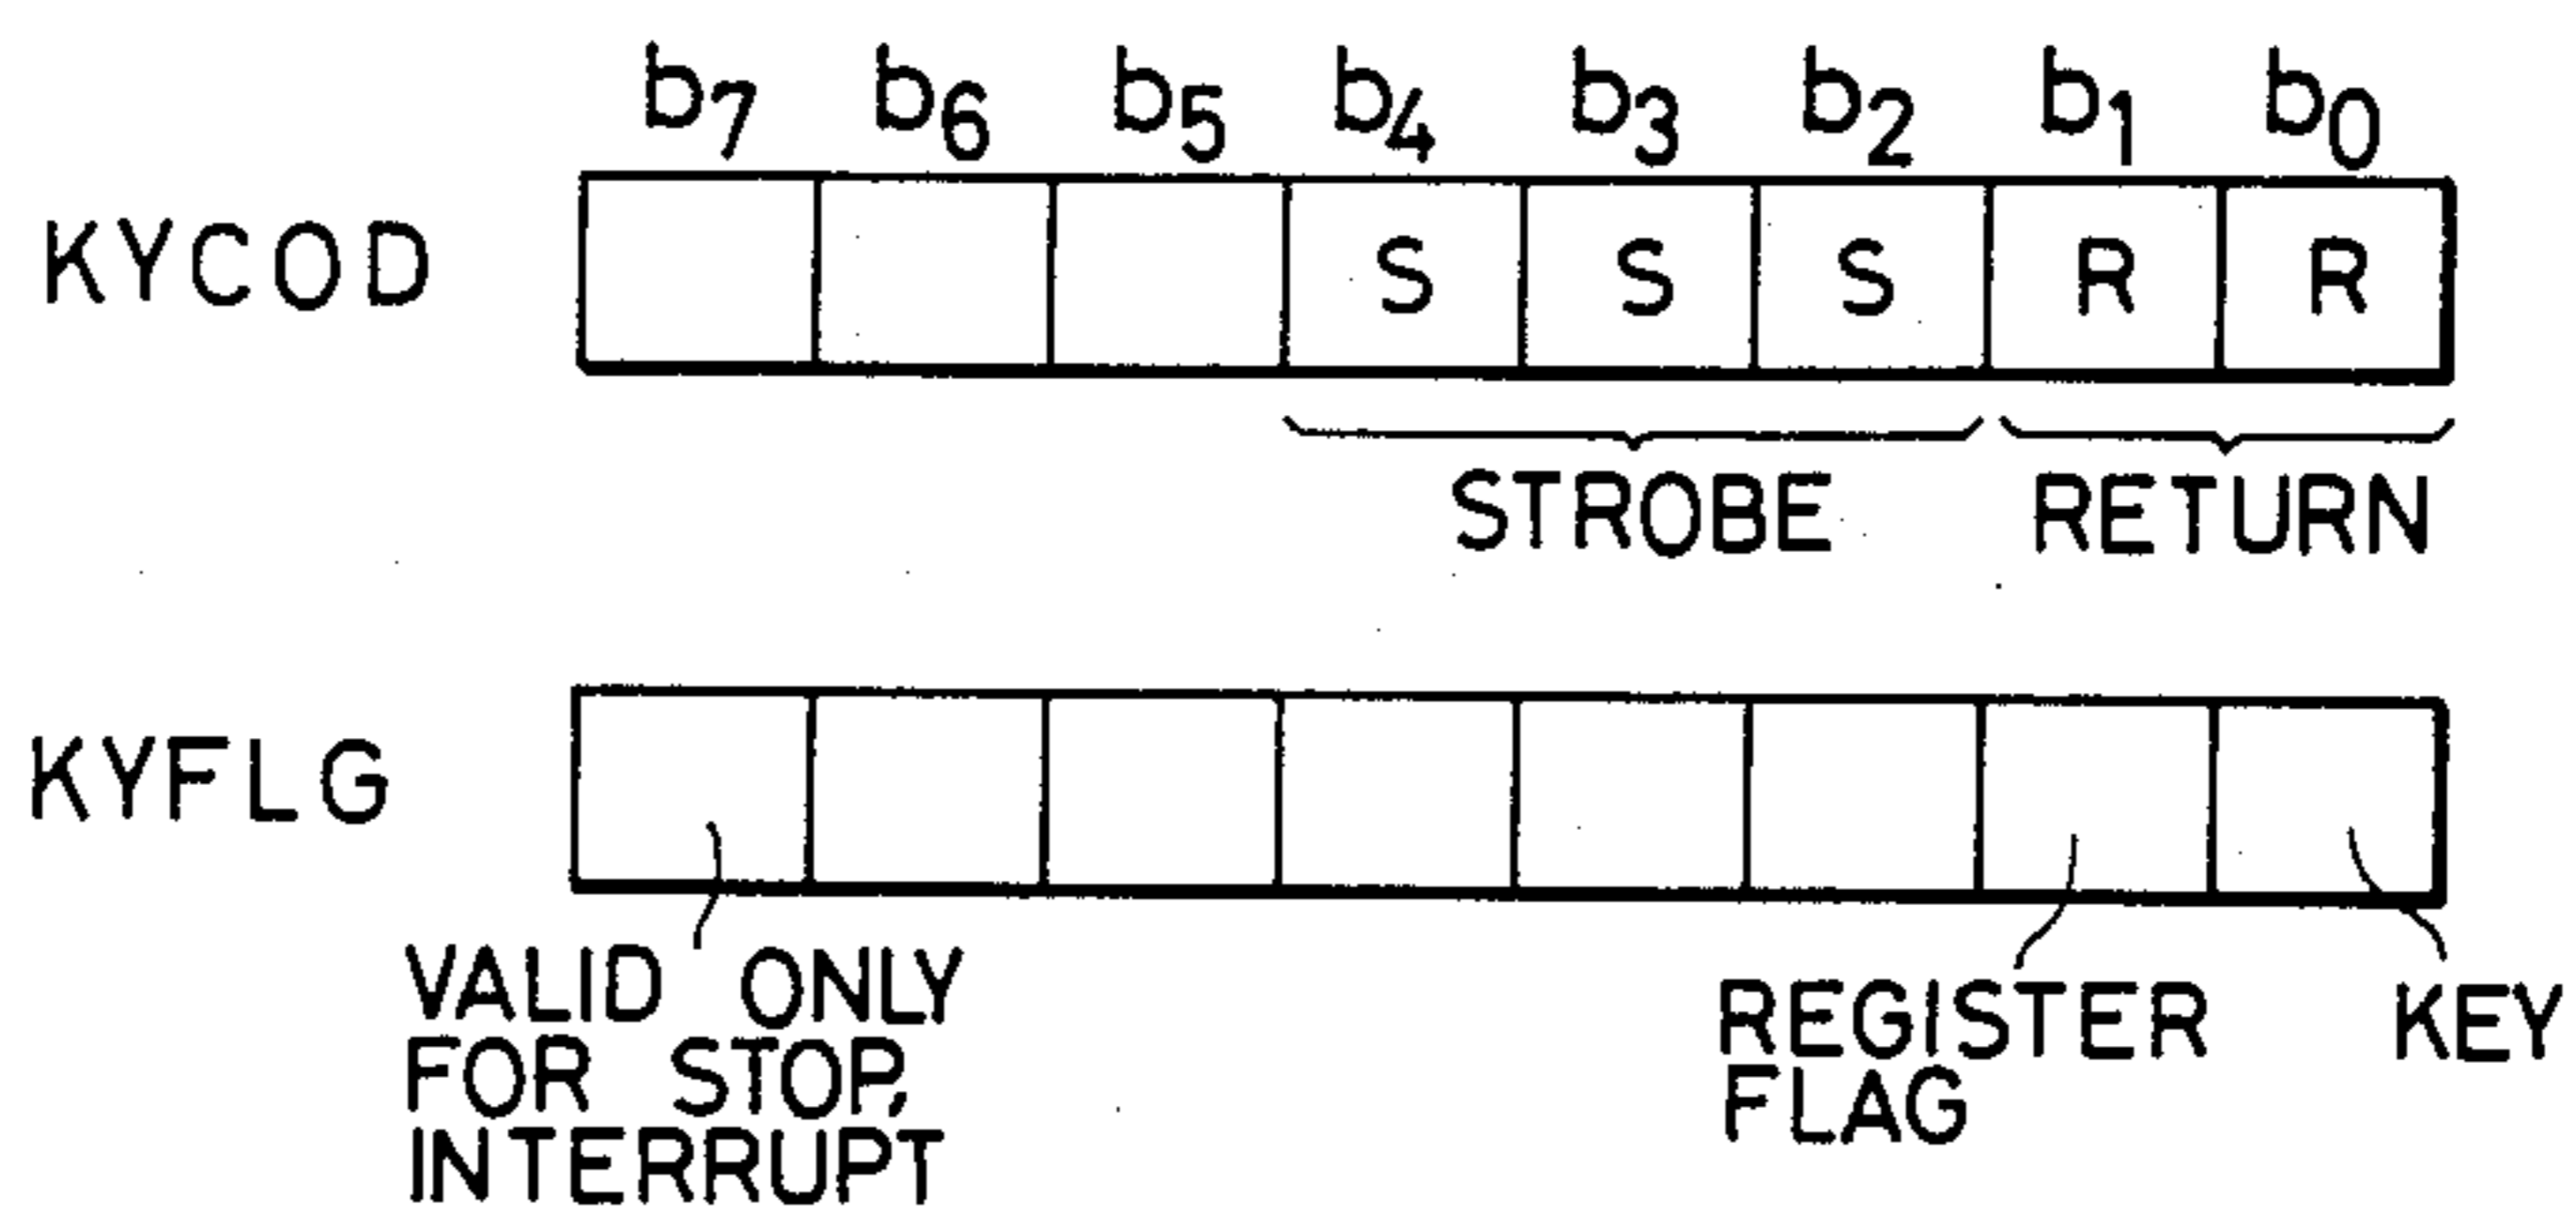 b7 b6 b5 b4 b3 b2 b1 b0
KYCOD S S S R R
STROBE RETURN
KYFLG
VALID ONLY
FOR STOP,
INTERRUPT
REGISTER
FLAG
KEY